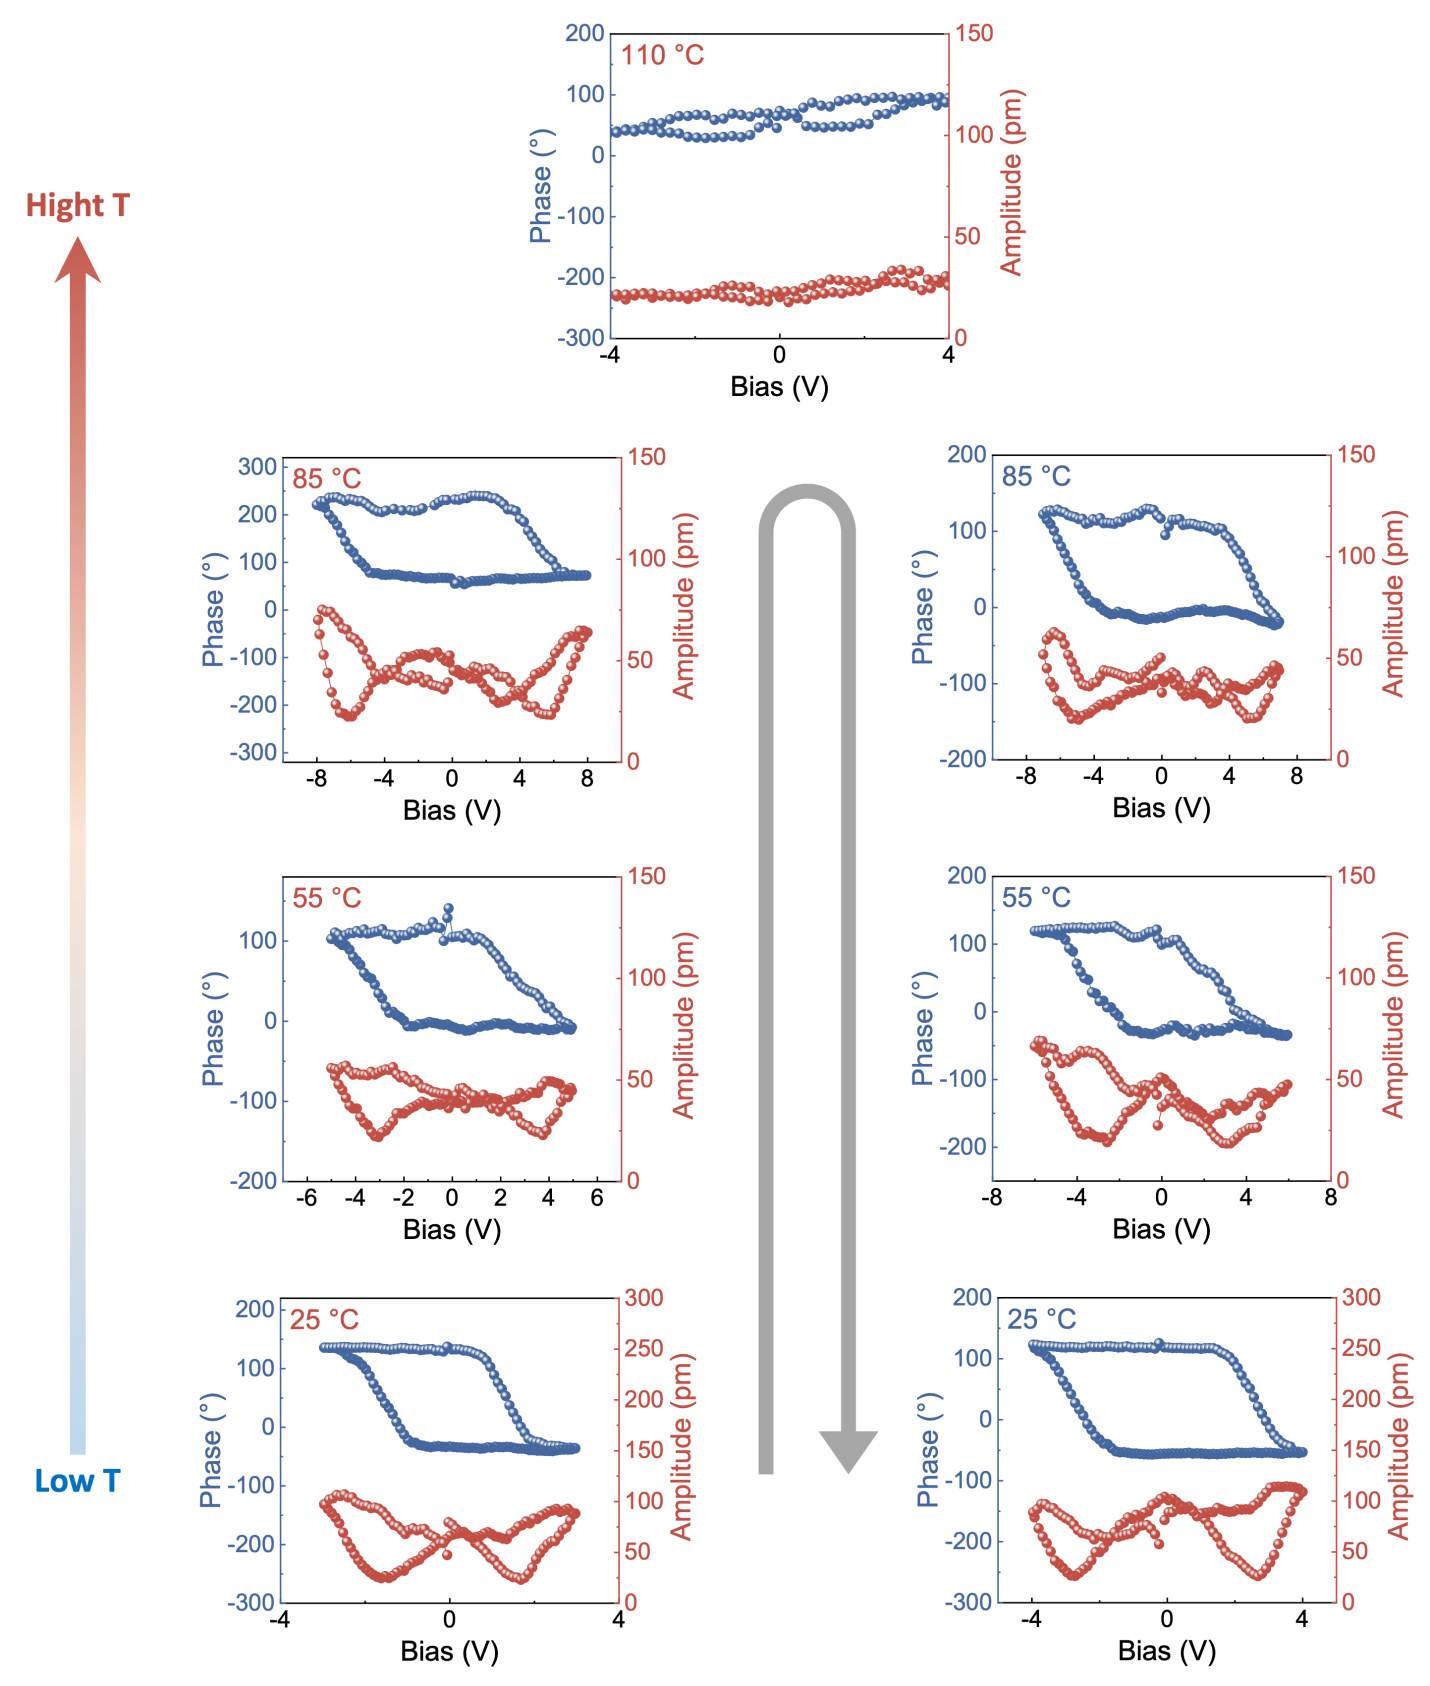 Hight T
Low T
110 °C
200
100
0
-100
-200
-300
Phase (°)
150
100
50
0
Amplitude (pm)
-4 0 4
Bias (V)
85 °C
300
200
100
0
-100
-200
-300
Phase (°)
150
100
50
0
Amplitude (pm)
-8 -4 0 4 8
Bias (V)
85 °C
200
100
0
-100
-200
Phase (°)
150
100
50
0
Amplitude (pm)
-8 -4 0 4 8
Bias (V)
55 °C
100
0
-100
-200
Phase (°)
150
100
50
0
Amplitude (pm)
-6 -4 -2 0 2 4 6
Bias (V)
55 °C
200
100
0
-100
-200
Phase (°)
150
100
50
0
Amplitude (pm)
-8 -4 0 4 8
Bias (V)
25 °C
200
100
0
-100
-200
-300
Phase (°)
300
250
200
150
100
50
0
Amplitude (pm)
-4 0 4
Bias (V)
25 °C
200
100
0
-100
-200
-300
Phase (°)
300
250
200
150
100
50
0
Amplitude (pm)
-4 0 4
Bias (V)